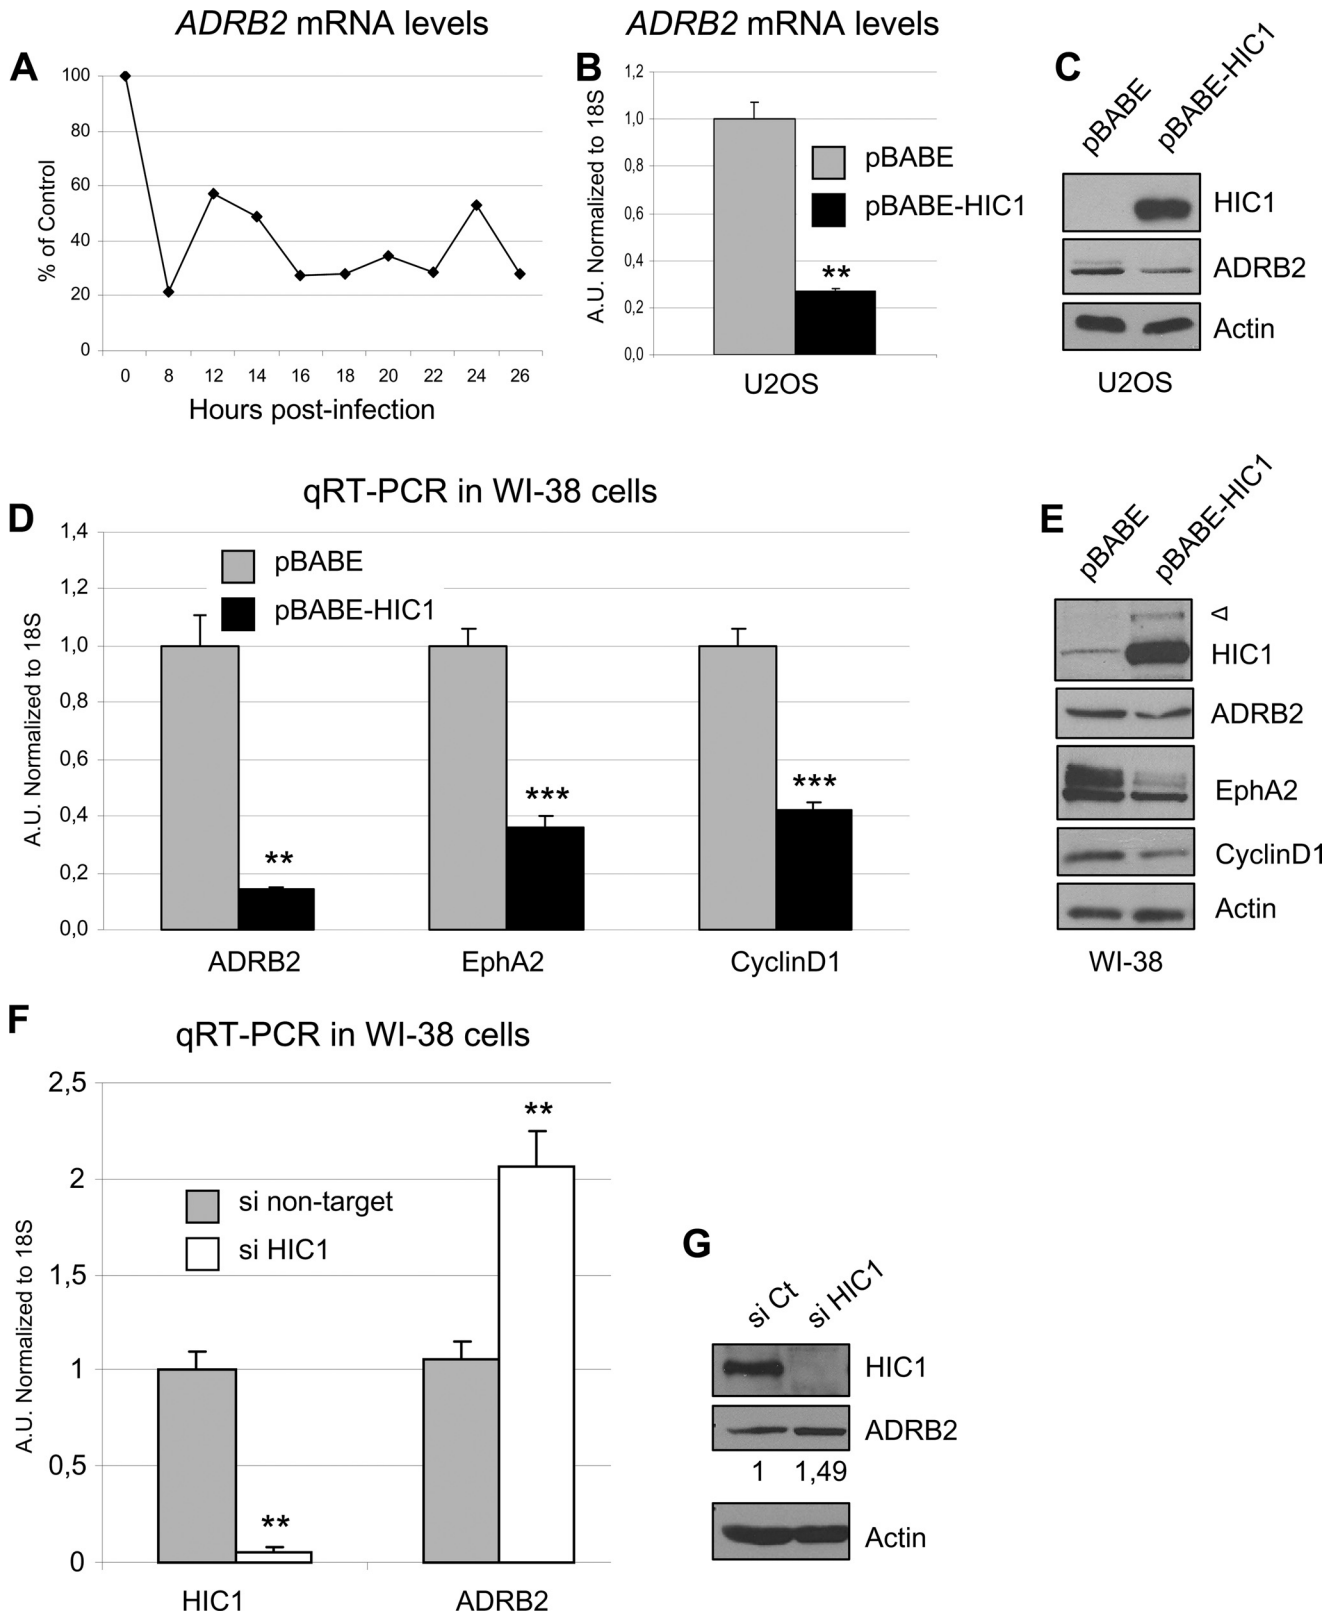 ADRB2 mRNA levels
A
% of Control
100
80
60
40
20
0
0 8 12 14 16 18 20 22 24 26
Hours post-infection
ADRB2 mRNA levels
B
A.U. Normalized to 18S
1,2
1,0
0,8
0,6
0,4
0,2
0,0
pBABE
pBABE-HIC1
**
U2OS
C
pBABE
pBABE-HIC1
HIC1
ADRB2
Actin
U2OS
qRT-PCR in WI-38 cells
D
A.U. Normalized to 18S
1,4
1,2
1,0
0,8
0,6
0,4
0,2
0,0
pBABE
pBABE-HIC1
**
***
***
ADRB2 EphA2 CyclinD1
E
pBABE
pBABE-HIC1
HIC1
ADRB2
EphA2
CyclinD1
Actin
WI-38
F
qRT-PCR in WI-38 cells
A.U. Normalized to 18S
2,5
2
1,5
1
0,5
0
si non-target
si HIC1
**
**
HIC1 ADRB2
G
si Ct
si HIC1
HIC1
ADRB2
1 1,49
Actin